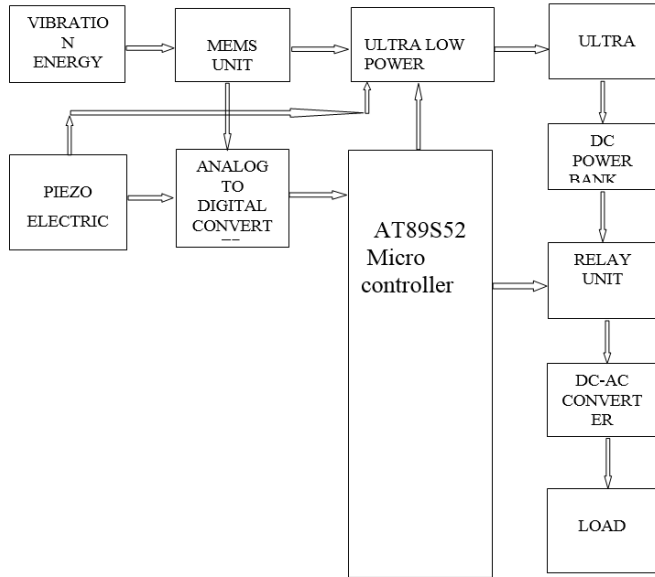 VIBRATIO
N
ENERGY
MEMS
UNIT
ULTRA LOW
POWER
ULTRA
DC
POWER
BANK
PIEZO
ELECTRIC
ANALOG
TO
DIGITAL
CONVERT
AT89S52
Micro
controller
RELAY
UNIT
DC-AC
CONVERT
ER
LOAD